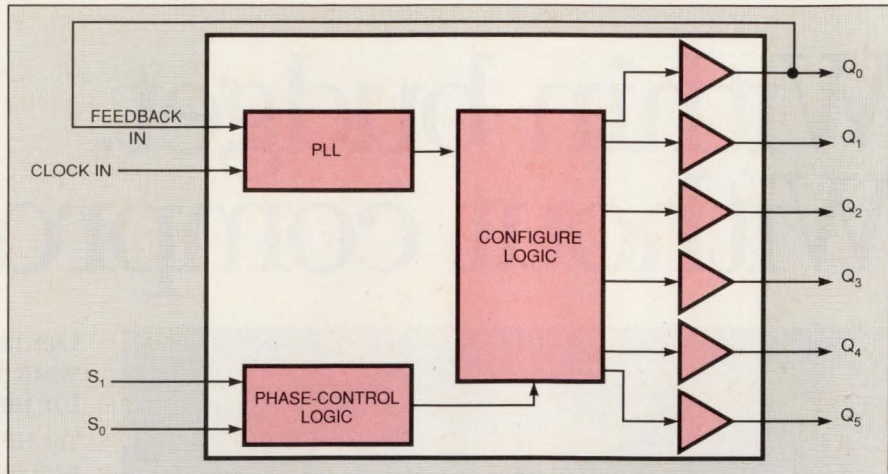 FEEDBACK
IN
CLOCK IN
PLL
CONFIGURE
LOGIC
S₁
S₀
PHASE-CONTROL
LOGIC
Q₀
Q₁
Q₂
Q₃
Q₄
Q₅